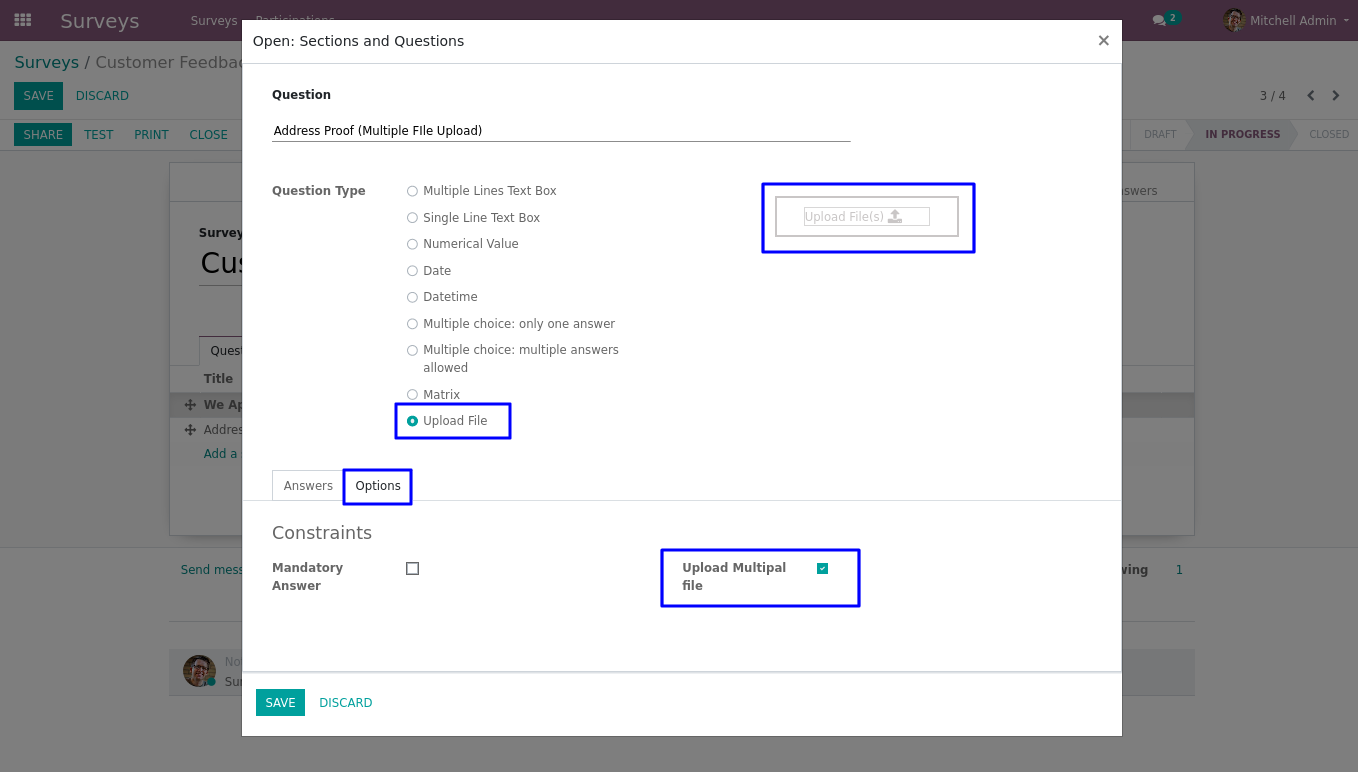 Surveys
Surveys
Participations
2
Mitchell Admin
Open: Sections and Questions
×
Surveys / Customer Feedbac
SAVE
DISCARD
3 / 4
SHARE
TEST
PRINT
CLOSE
DRAFT
IN PROGRESS
CLOSED
Question
Address Proof (Multiple FIle Upload)
Question Type
Multiple Lines Text Box
Single Line Text Box
Numerical Value
Date
Datetime
Multiple choice: only one answer
Multiple choice: multiple answers
allowed
Matrix
Upload File
Upload File(s)
swers
Survey
Cus
Quest
Title
We Ap
Addres
Add a
Answers
Options
Constraints
Mandatory
Answer
Upload Multipal
file
Send mess
wing
1
Not
Sur
SAVE
DISCARD